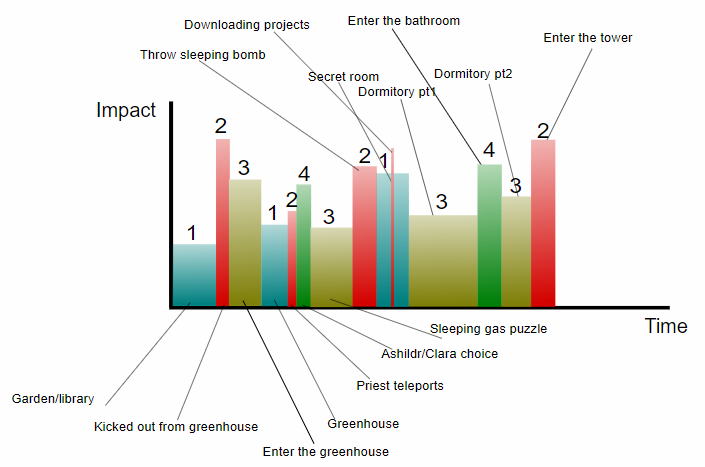 Downloading projects
Enter the bathroom
Enter the tower
Throw sleeping bomb
Secret room
Dormitory pt2
Dormitory pt1
Impact
2
2
4
2
3
1
4
3
1
2
3
3
1
Sleeping gas puzzle
Time
Ashildr/Clara choice
Priest teleports
Garden/library
Kicked out from greenhouse
Greenhouse
Enter the greenhouse